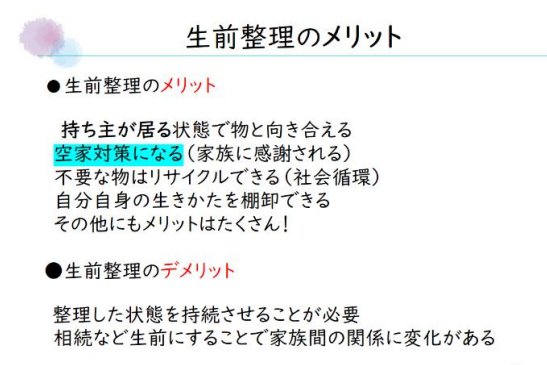 生前整理のメリット
●生前整理のメリット
持ち主が居る状態で物と向き合える
空家対策になる(家族に感謝される)
不要な物はリサイクルできる(社会循環)
自分自身の生きかたを棚卸できる
その他にもメリットはたくさん!
●生前整理のデメリット
整理した状態を持続させることが必要
相続など生前にすることで家族間の関係に変化がある